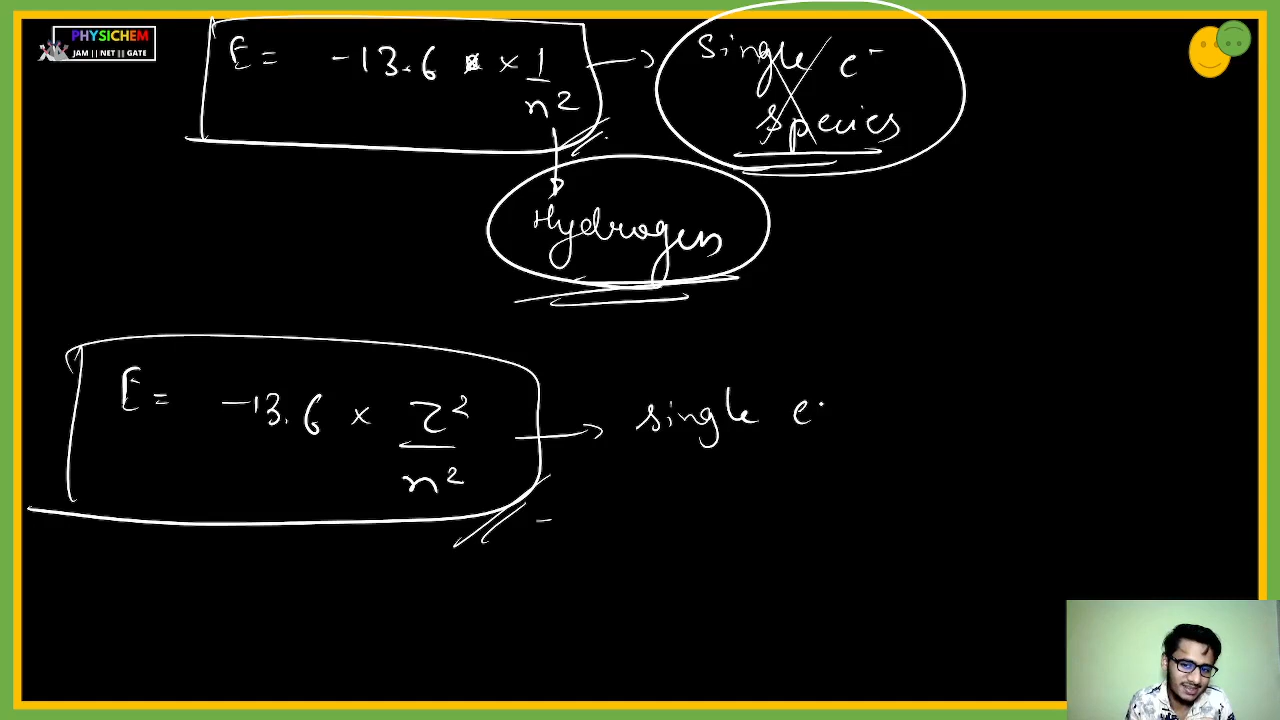 PHYSICHEM
JAM || NET || GATE
E = -13.6 × 1/n² → Single e⁻
species
Hydrogen
E = -13.6 × Z²/n² → single e⁻